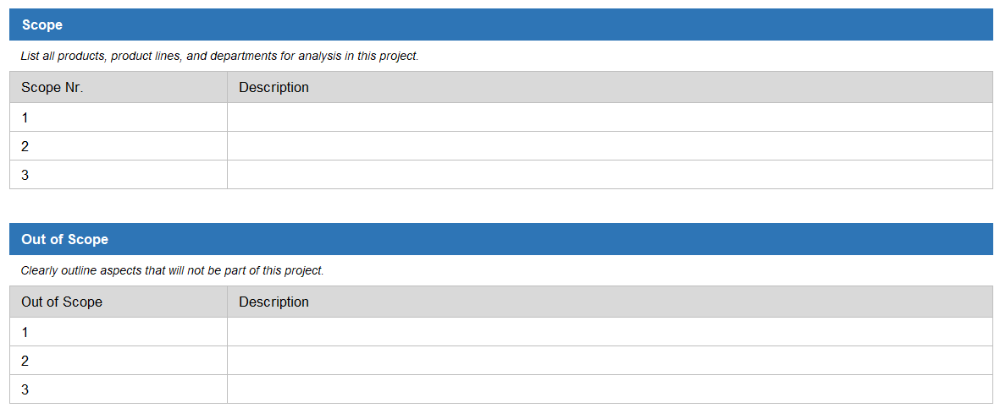 Scope
List all products, product lines, and departments for analysis in this project.
Scope Nr. Description
1
2
3
Out of Scope
Clearly outline aspects that will not be part of this project.
Out of Scope Description
1
2
3